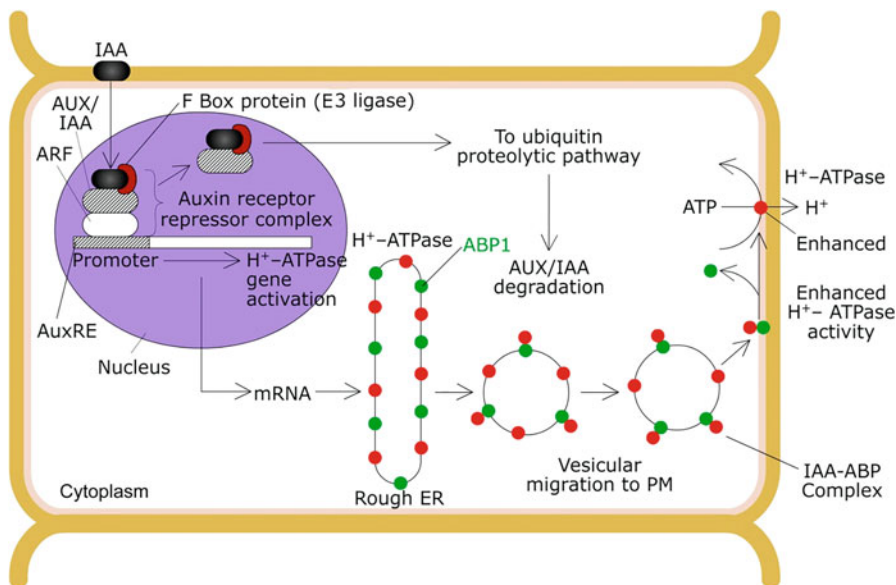 IAA
AUX/
IAA
ARF
F Box protein (E3 ligase)
Auxin receptor
repressor complex
Promoter
H⁺–ATPase
gene
activation
AuxRE
Nucleus
To ubiquitin
proteolytic pathway
AUX/IAA
degradation
H⁺–ATPase
ABP1
mRNA
Rough ER
Vesicular
migration to PM
Cytoplasm
H⁺–ATPase
ATP
H⁺
Enhanced
Enhanced
H⁺– ATPase
activity
IAA-ABP
Complex